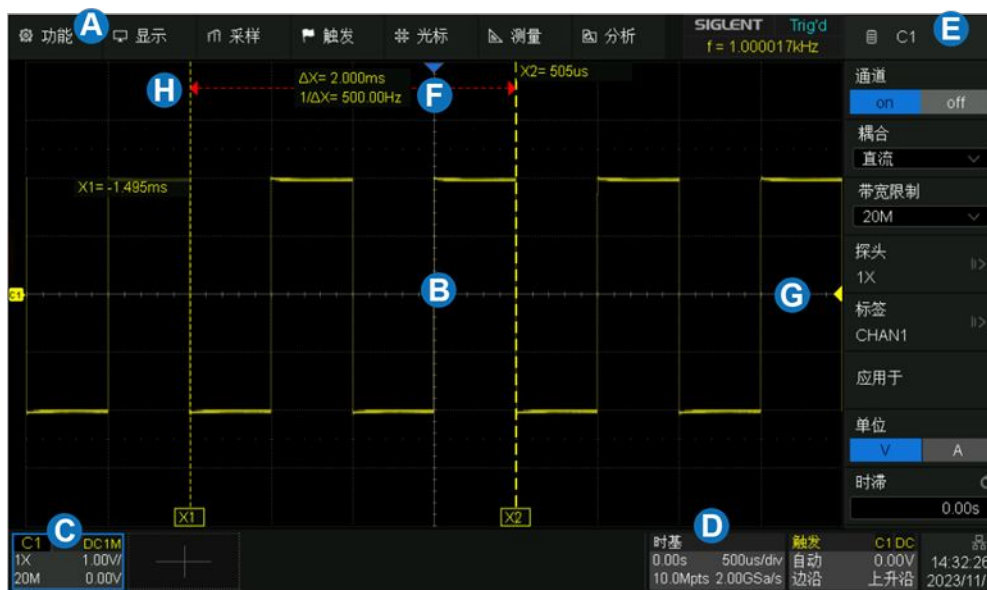 功能 A 显示 采样 触发 光标 测量 分析
SIGLENT Trig'd
f = 1.000017kHz
C1 E
通道
on off
耦合
直流
带宽限制
20M
探头
1X
标签
CHAN1
应用于
单位
V A
时滞
0.00s
H
ΔX= 2.000ms
1/ΔX= 500.00Hz
F
X2= 505us
X1= -1.495ms
C1
B
G
X1
X2
C1 C DC1M
1X 1.00V/
20M 0.00V
D
时基
0.00s 500us/div
10.0Mpts 2.00GSa/s
触发 C1 DC
自动 0.00V
边沿 上升沿
14:32:26
2023/11/